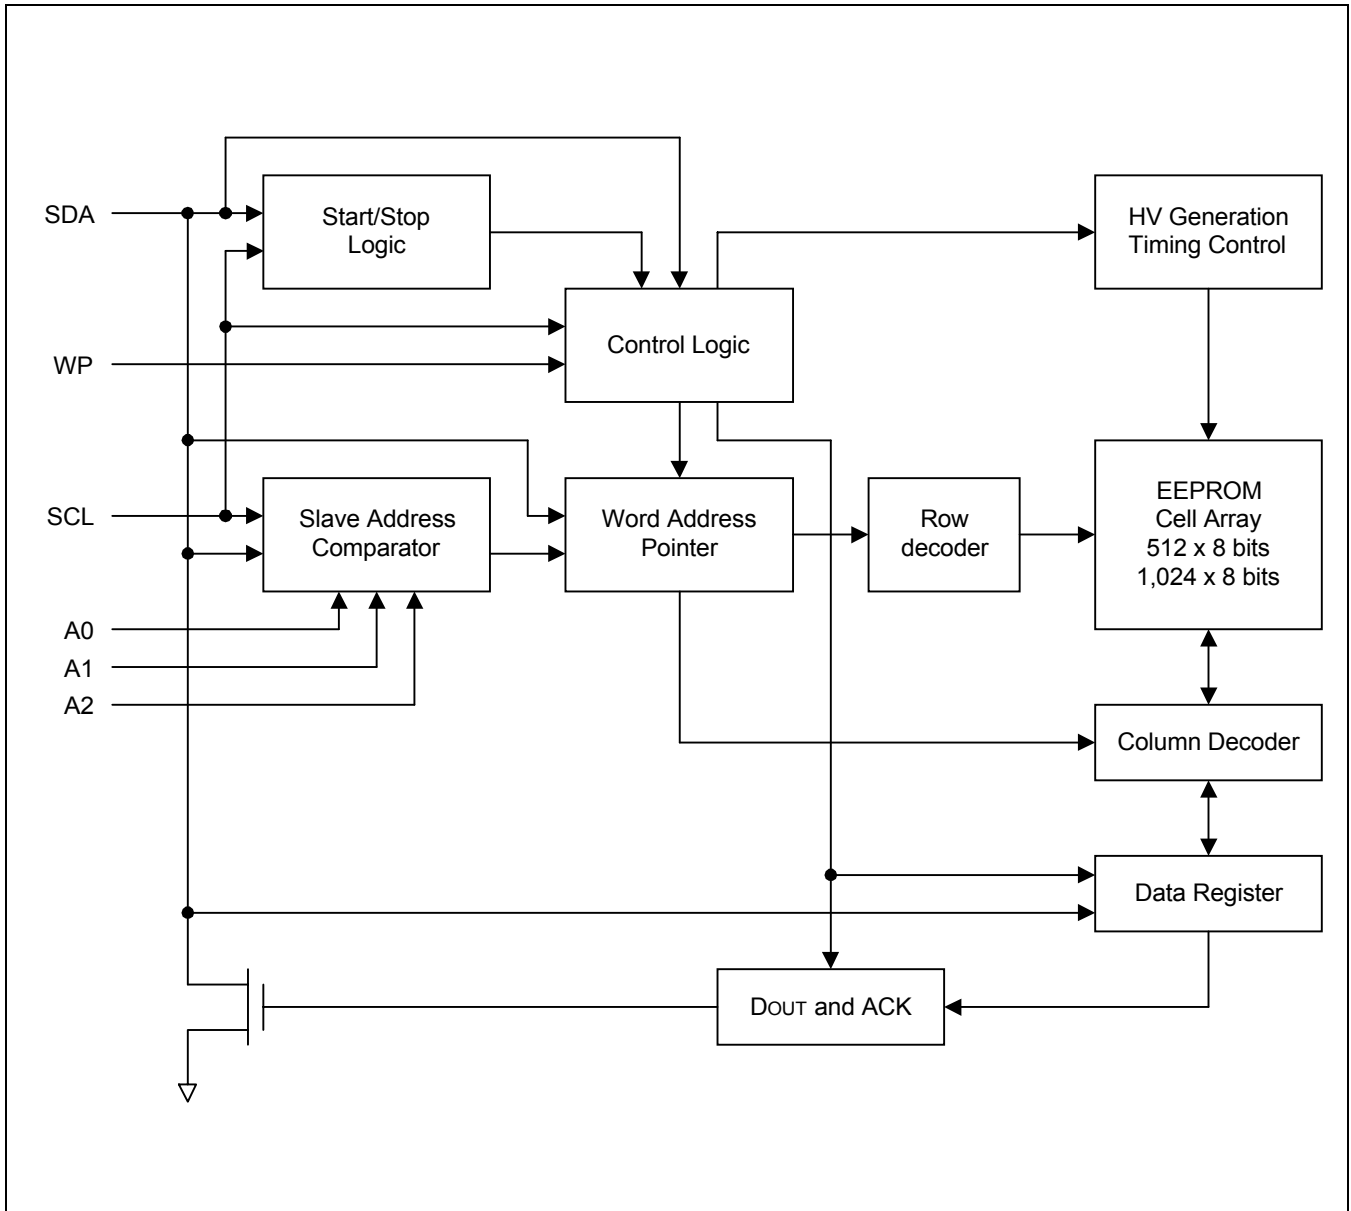 SDA
Start/Stop
Logic
HV Generation
Timing Control
WP
Control Logic
SCL
Slave Address
Comparator
Word Address
Pointer
Row
decoder
EEPROM
Cell Array
512 x 8 bits
1,024 x 8 bits
A0
A1
A2
Column Decoder
Data Register
DOUT and ACK